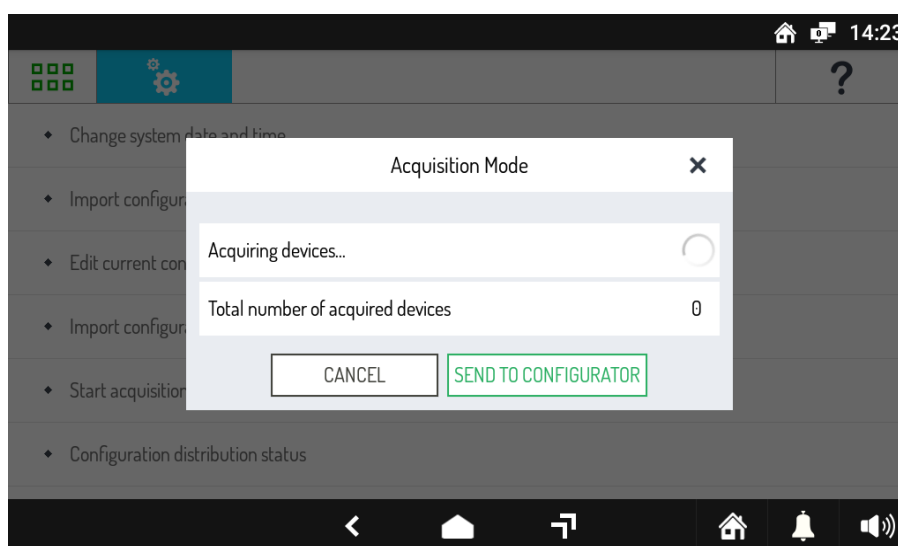 14:23
?
Change system date and time
Acquisition Mode
Import configur
Acquiring devices...
Edit current con
Total number of acquired devices 0
Import configur
CANCEL SEND TO CONFIGURATOR
Start acquisition
Configuration distribution status